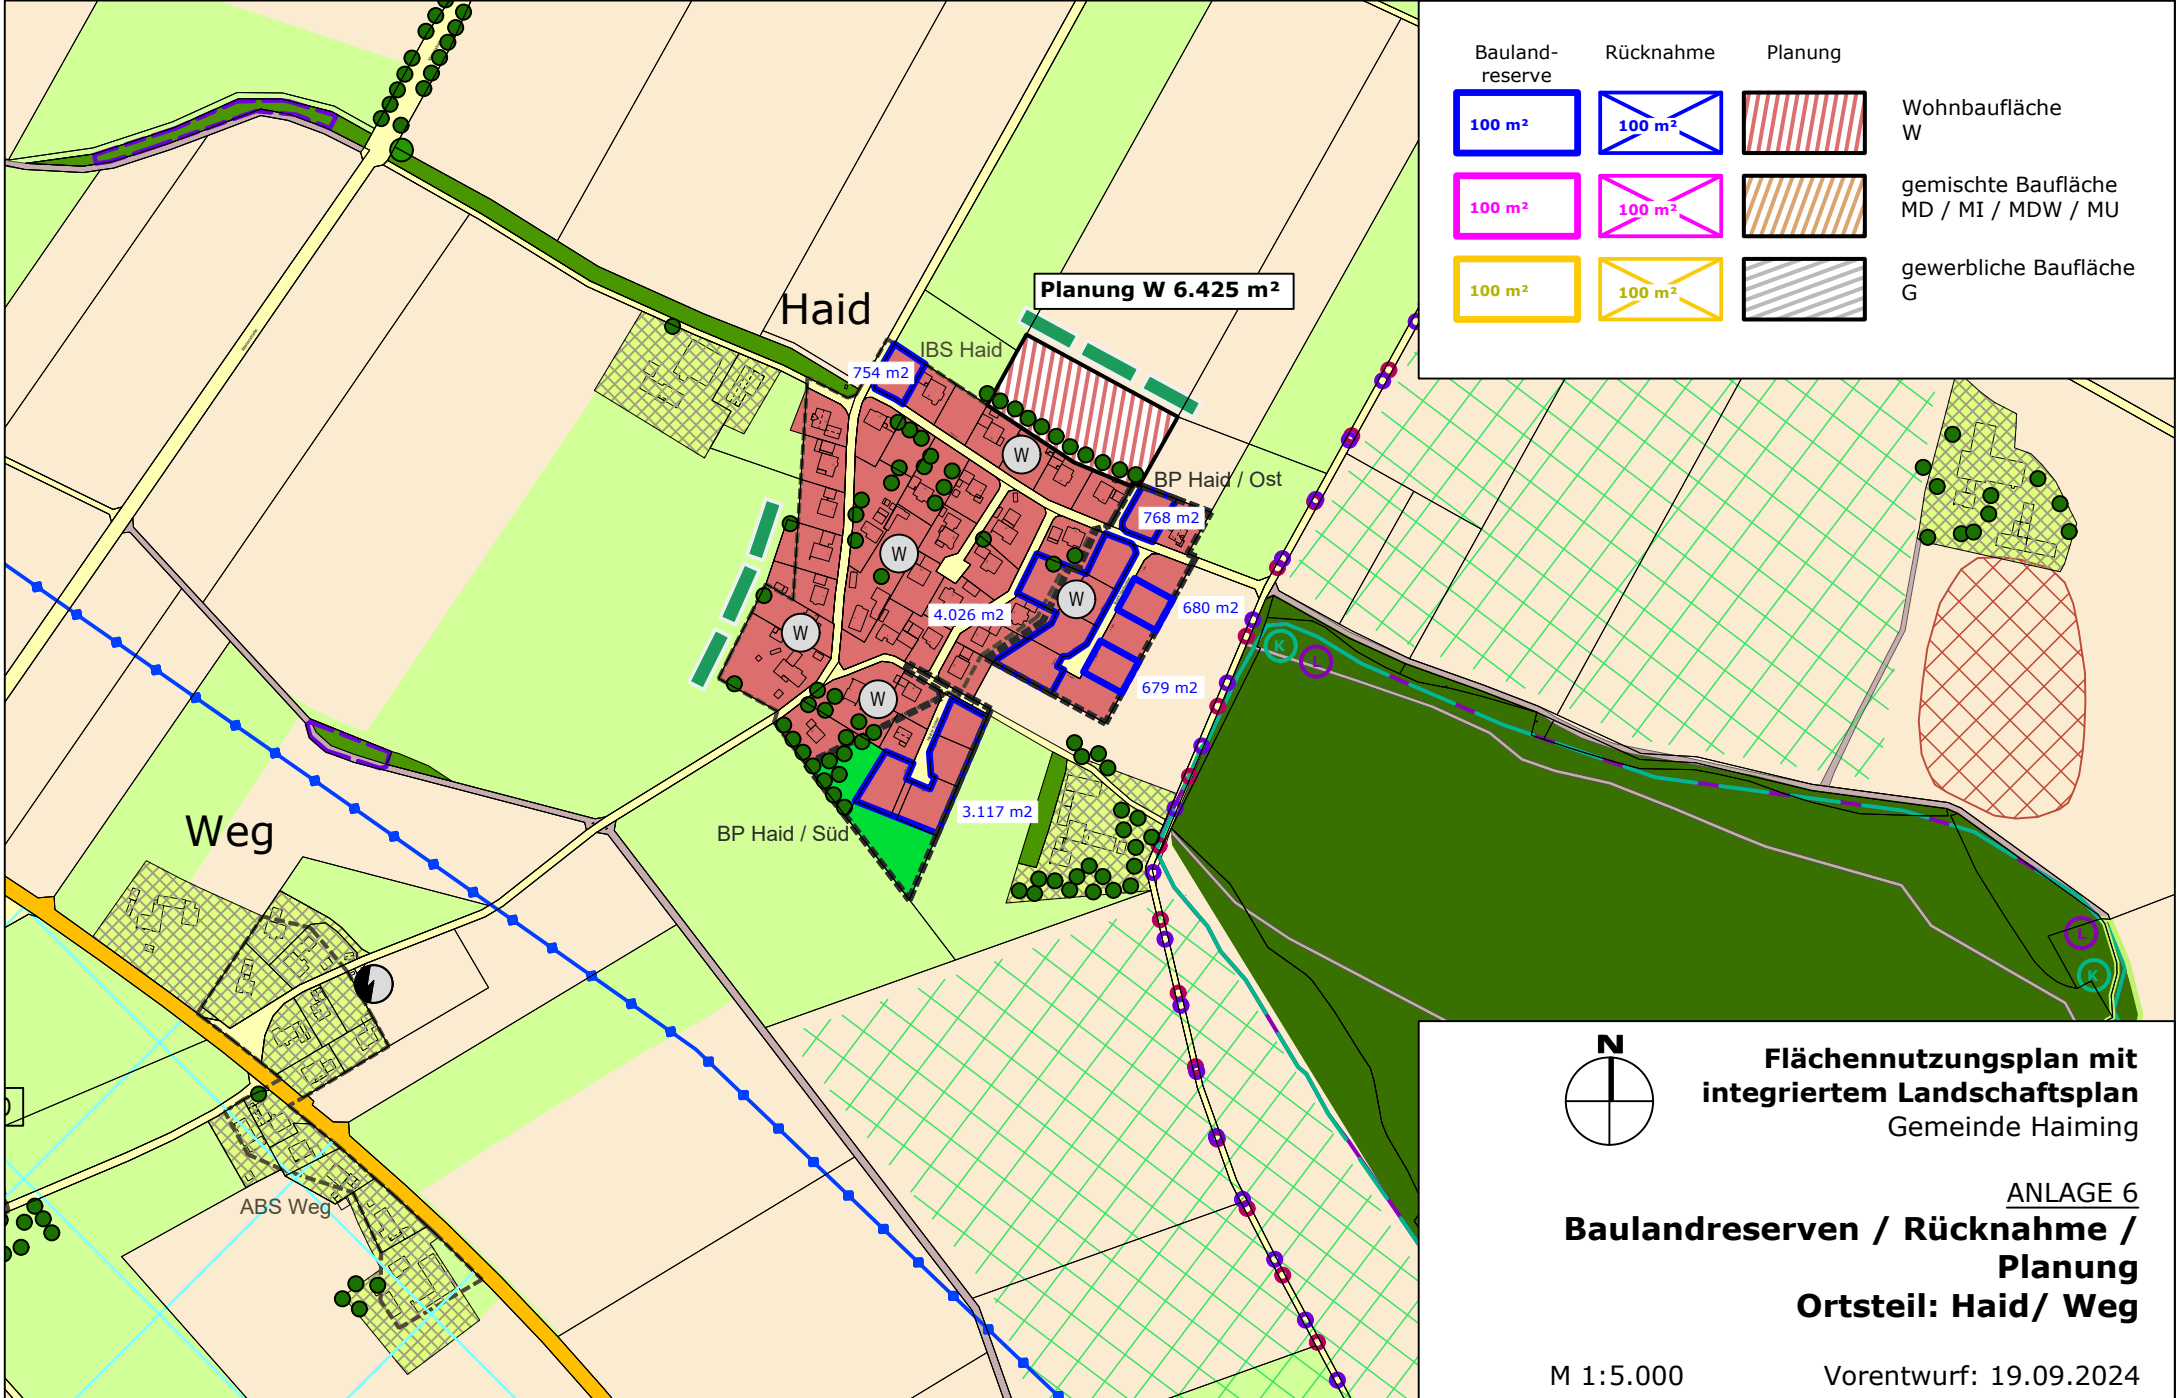 Bauland-
reserve
Rücknahme
Planung
100 m²
100 m²
Wohnbaufläche
W
100 m²
100 m²
gemischte Baufläche
MD / MI / MDW / MU
100 m²
100 m²
gewerbliche Baufläche
G
Planung W 6.425 m²
Haid
IBS Haid
754 m2
W
BP Haid / Ost
768 m2
W
W
680 m2
4.026 m2
W
679 m2
W
K
L
3.117 m2
BP Haid / Süd
Weg
L
K
ABS Weg
N
Flächennutzungsplan mit
integriertem Landschaftsplan
Gemeinde Haiming
ANLAGE 6
Baulandreserven / Rücknahme /
Planung
Ortsteil: Haid/ Weg
M 1:5.000
Vorentwurf: 19.09.2024